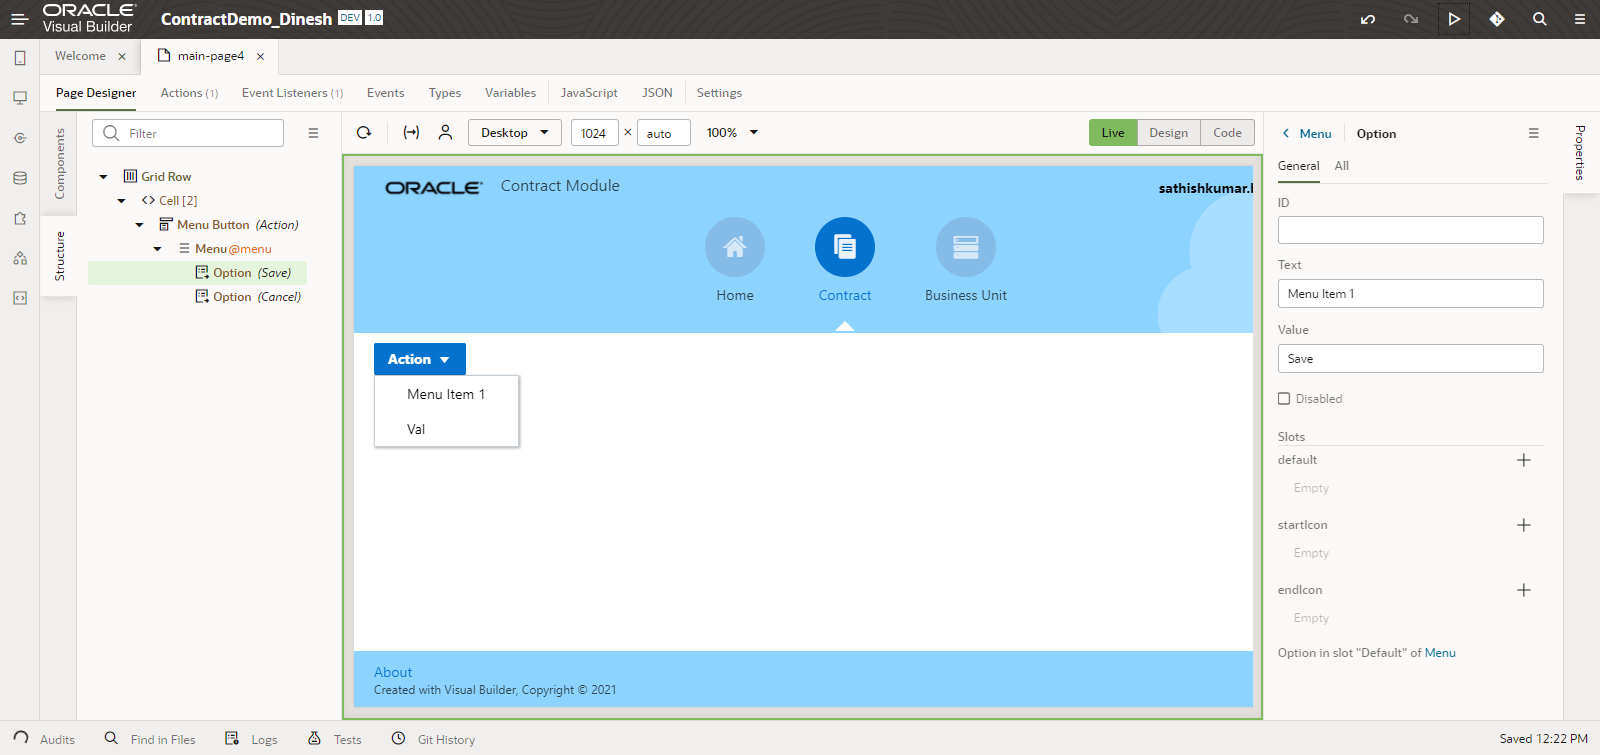 ORACLE
Visual Builder
ContractDemo_Dinesh DEV 1.0
Welcome ×
main-page4 ×
Page Designer Actions (1) Event Listeners (1) Events Types Variables JavaScript JSON Settings
Components
Structure
Filter
Grid Row
<> Cell [2]
Menu Button (Action)
Menu @menu
Option (Save)
Option (Cancel)
Desktop 1024 × auto 100%
Live Design Code
ORACLE Contract Module
sathishkumar.
Home Contract Business Unit
Action
Menu Item 1
Val
About
Created with Visual Builder, Copyright © 2021
Menu Option
General All
ID
Text
Menu Item 1
Value
Save
Disabled
Slots
default
Empty
startIcon
Empty
endIcon
Empty
Option in slot "Default" of Menu
Properties
Audits Find in Files Logs Tests Git History
Saved 12:22 PM